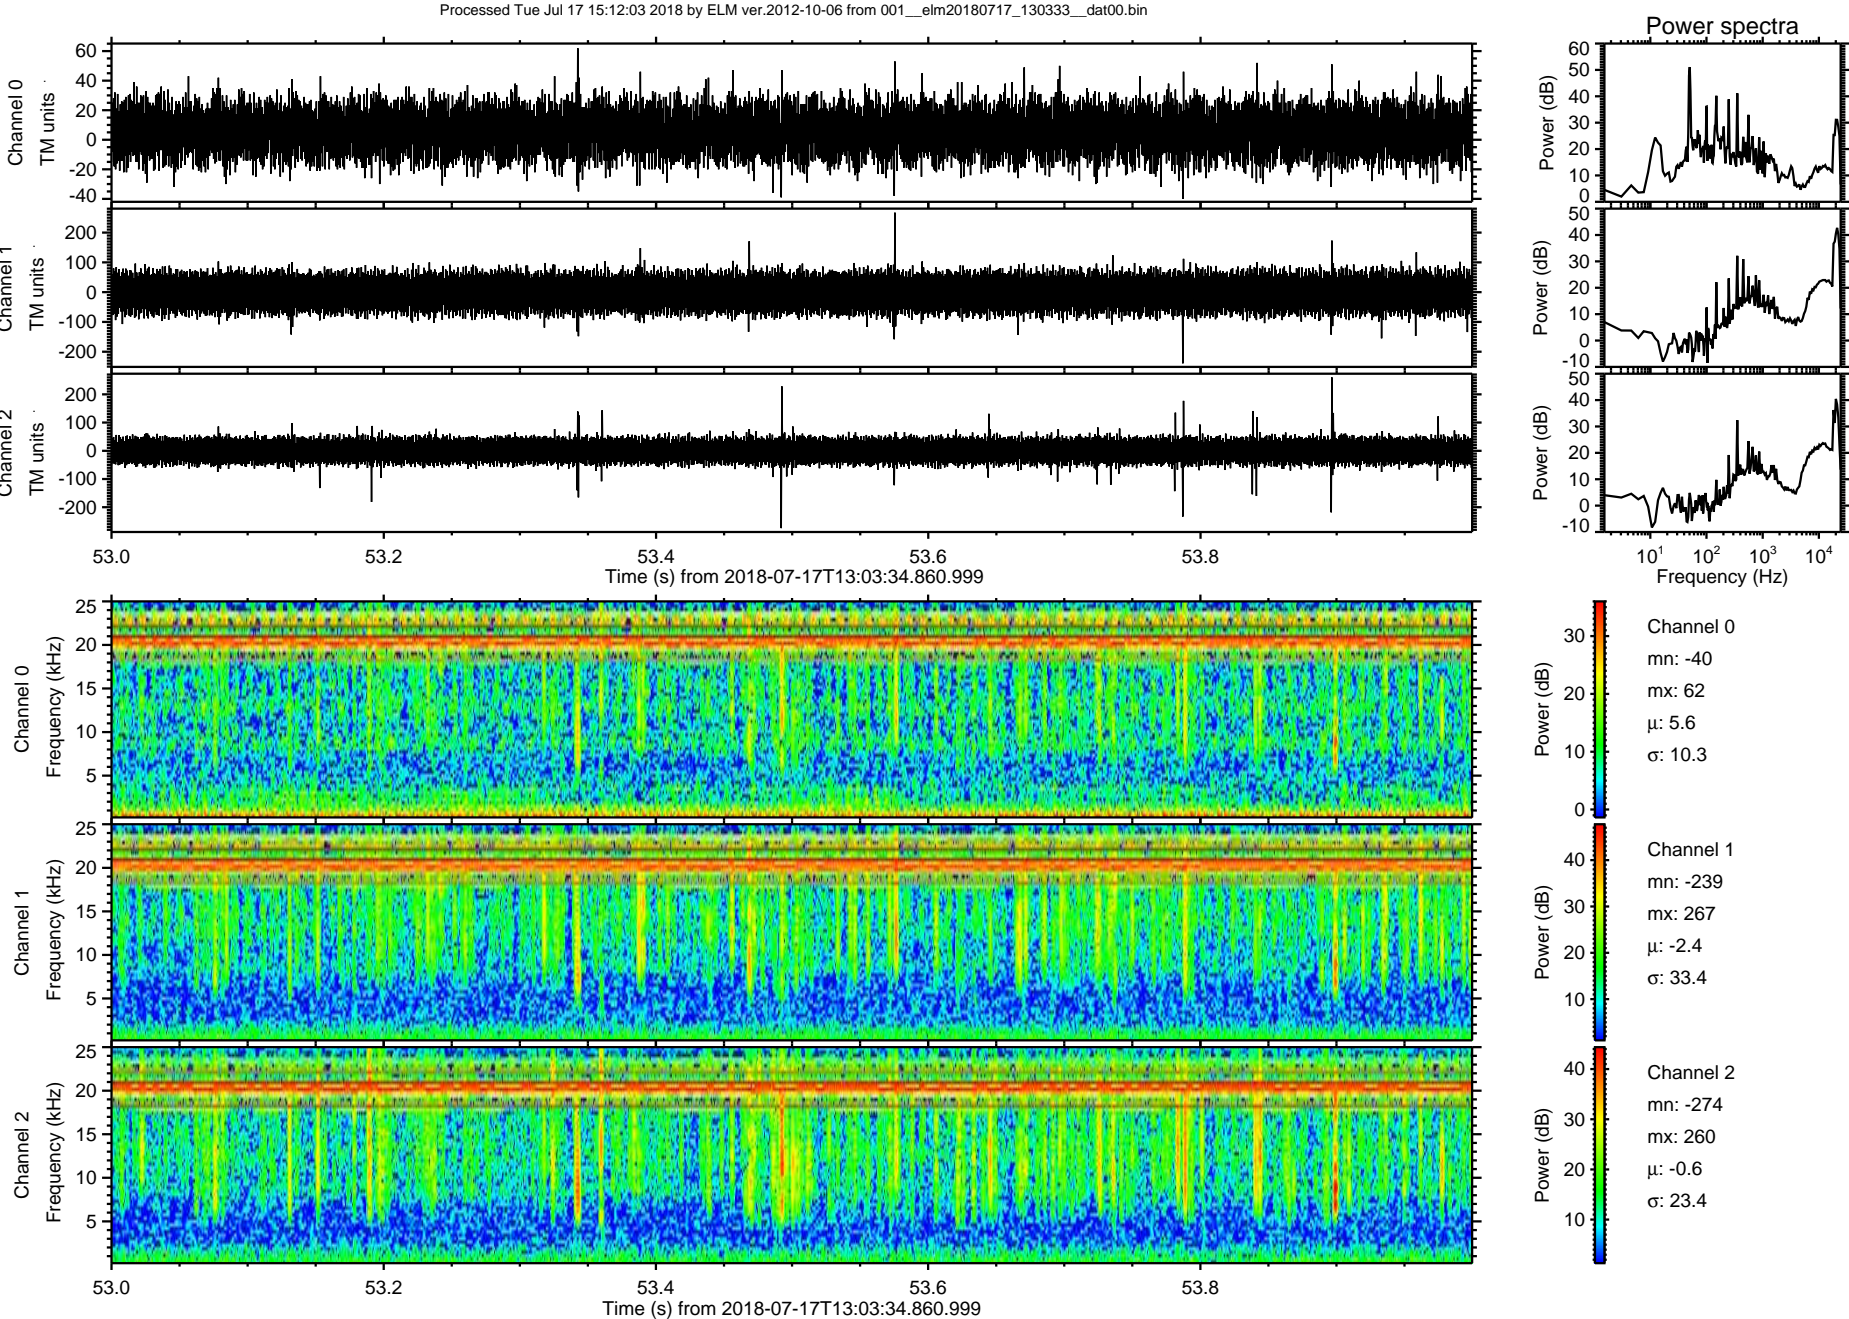 Processed Tue Jul 17 15:12:03 2018 by ELM ver.2012-10-06 from 001__elm20180717_130333__dat00.bin
Power spectra
Channel 0
TM units
60
40
20
0
-20
-40
Power (dB)
60
50
40
30
20
10
0
Channel 1
TM units
200
100
0
-100
-200
Power (dB)
50
40
30
20
10
0
-10
Channel 2
TM units
200
100
0
-100
-200
Power (dB)
50
40
30
20
10
0
-10
53.0 53.2 53.4 53.6 53.8
Time (s) from 2018-07-17T13:03:34.860.999
10^1 10^2 10^3 10^4
Frequency (Hz)
Channel 0
Frequency (kHz)
25
20
15
10
5
Power (dB)
30
20
10
0
Channel 0
mn: -40
mx: 62
μ: 5.6
σ: 10.3
Channel 1
Frequency (kHz)
25
20
15
10
5
Power (dB)
40
30
20
10
Channel 1
mn: -239
mx: 267
μ: -2.4
σ: 33.4
Channel 2
Frequency (kHz)
25
20
15
10
5
Power (dB)
40
30
20
10
Channel 2
mn: -274
mx: 260
μ: -0.6
σ: 23.4
53.0 53.2 53.4 53.6 53.8
Time (s) from 2018-07-17T13:03:34.860.999